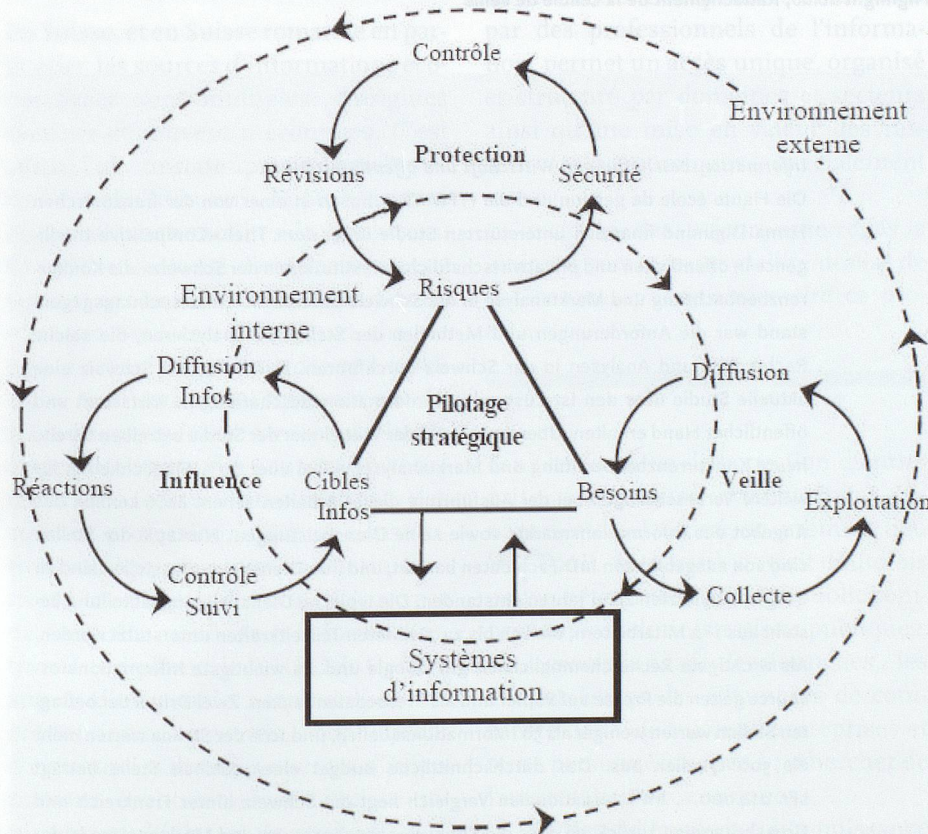 Contrôle
Environnement
externe
Protection
Révisions
Sécurité
Environnement
interne
Risques
Diffusion
Infos
Diffusion
Pilotage
stratégique
Réactions
Influence
Cibles
Infos
Besoins
Veille
Exploitation
Contrôle
Suivi
Collecte
Systèmes
d'information